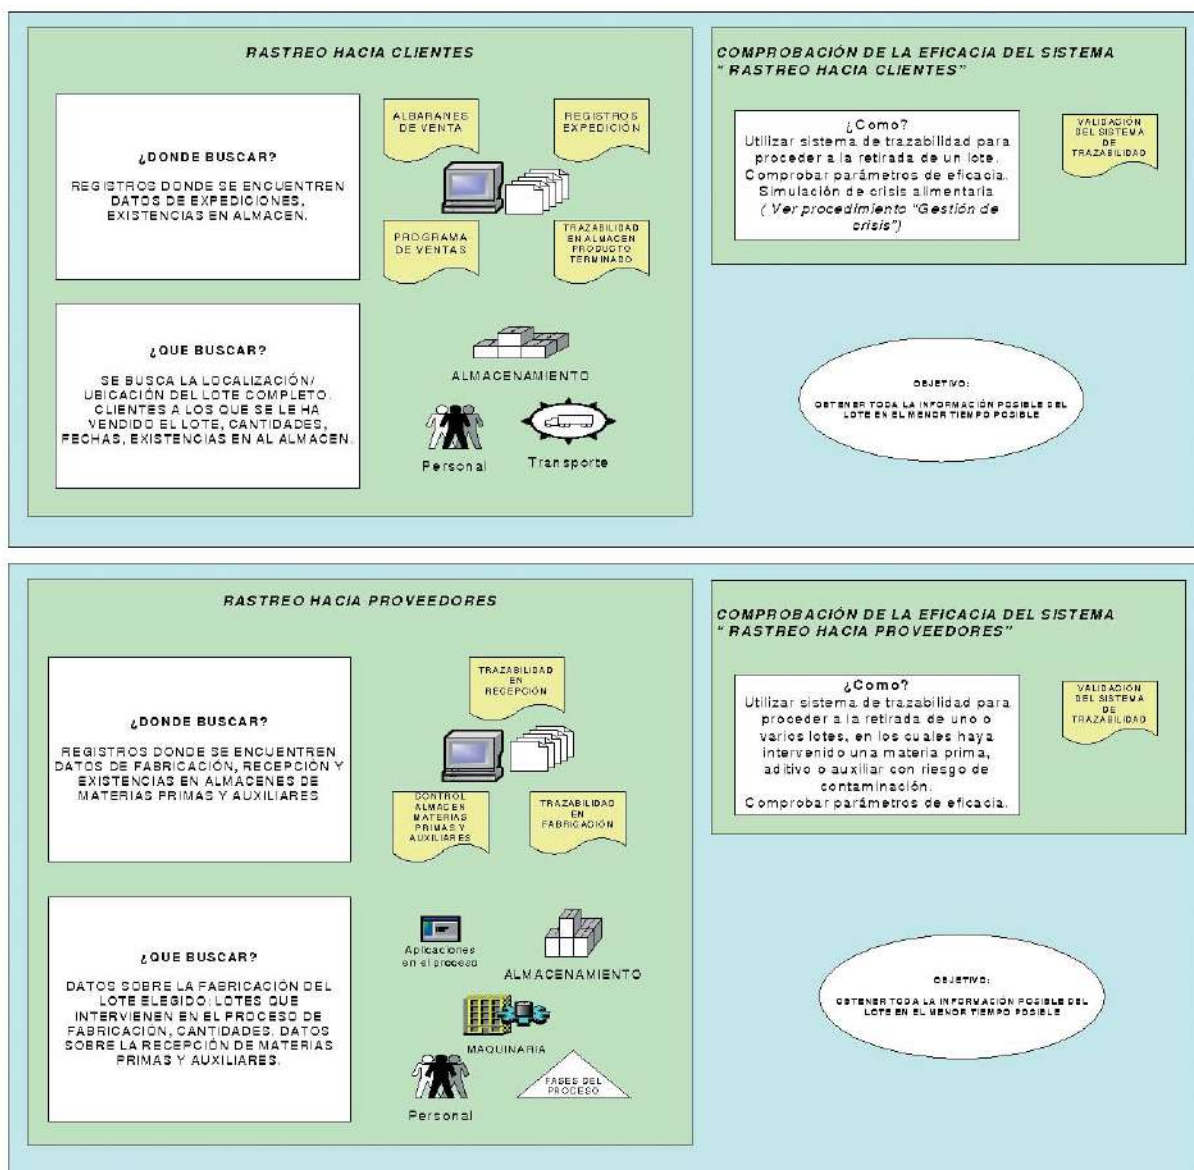 RASTREO HACIA CLIENTES
¿DONDE BUSCAR?
REGISTROS DONDE SE ENCUENTREN
DATOS DE EXPEDICIONES,
EXISTENCIAS EN ALMACEN.
ALBARANES
DE VENTA
REGISTROS
EXPEDICIÓN
PROGRAMA
DE VENTAS
TRAZABILIDAD
EN ALMACEN
PRODUCTO
TERMINADO
¿QUE BUSCAR?
SE BUSCA LA LOCALIZACIÓN/
UBICACIÓN DEL LOTE COMPLETO.
CLIENTES A LOS QUE SE LE HA
VENDIDO EL LOTE, CANTIDADES,
FECHAS, EXISTENCIAS EN AL ALMACEN.
ALMACENAMIENTO
Personal
Transporte
COMPROBACIÓN DE LA EFICACIA DEL SISTEMA
“ RASTREO HACIA CLIENTES”
¿Como?
Utilizar sistema de trazabilidad para
proceder a la retirada de un lote.
Comprobar parámetros de eficacia.
Simulación de crisis alimentaria
( Ver procedimiento “Gestión de
crisis”)
VALIDACIÓN
DEL SISTEMA
DE
TRAZABILIDAD
OBJETIVO:
OBTENER TODA LA INFORMACIÓN POSIBLE DEL
LOTE EN EL MENOR TIEMPO POSIBLE
RASTREO HACIA PROVEEDORES
¿DONDE BUSCAR?
REGISTROS DONDE SE ENCUENTREN
DATOS DE FABRICACIÓN, RECEPCIÓN Y
EXISTENCIAS EN ALMACENES DE
MATERIAS PRIMAS Y AUXILIARES
TRAZABILIDAD
EN
RECEPCIÓN
CONTROL
ALMACEN
MATERIAS
PRIMAS Y
AUXILIARES
TRAZABILIDAD
EN
FABRICACIÓN
¿QUE BUSCAR?
DATOS SOBRE LA FABRICACIÓN DEL
LOTE ELEGIDO: LOTES QUE
INTERVIENEN EN EL PROCESO DE
FABRICACIÓN, CANTIDADES. DATOS
SOBRE LA RECEPCIÓN DE MATERIAS
PRIMAS Y AUXILIARES.
Aplicaciones
en el proceso
ALMACENAMIENTO
MAQUINARIA
Personal
FASES DEL
PROCESO
COMPROBACIÓN DE LA EFICACIA DEL SISTEMA
“ RASTREO HACIA PROVEEDORES”
¿Como?
Utilizar sistema de trazabilidad para
proceder a la retirada de uno o
varios lotes, en los cuales haya
intervenido una materia prima,
aditivo o auxiliar con riesgo de
contaminación.
Comprobar parámetros de eficacia.
VALIDACIÓN
DEL SISTEMA
DE
TRAZABILIDAD
OBJETIVO:
OBTENER TODA LA INFORMACIÓN POSIBLE DEL
LOTE EN EL MENOR TIEMPO POSIBLE